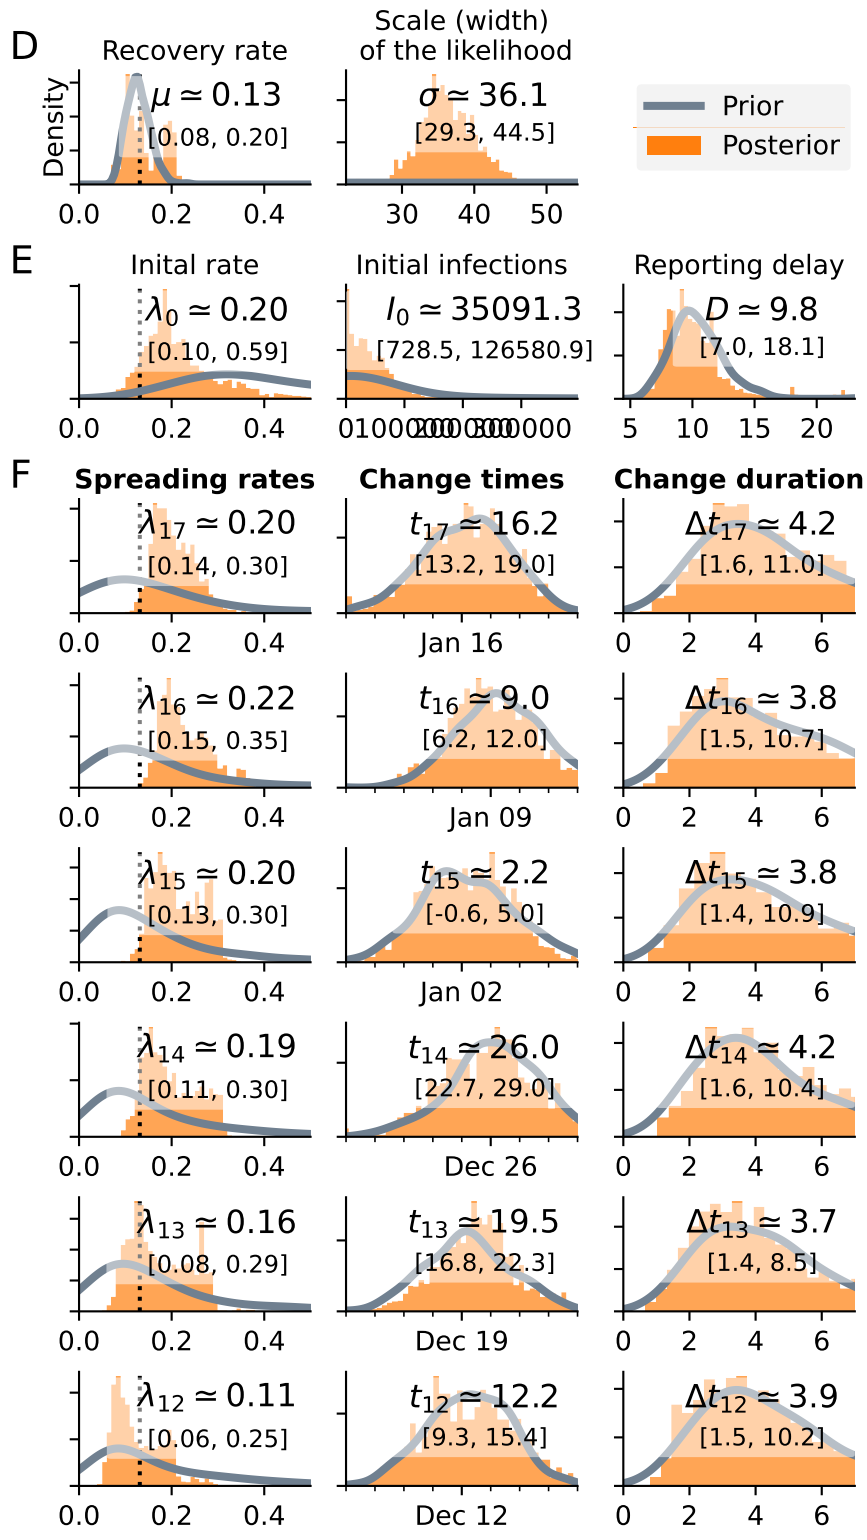 D
Recovery rate
Scale (width)
of the likelihood
Density
μ ≃ 0.13
[0.08, 0.20]
σ ≃ 36.1
[29.3, 44.5]
Prior
Posterior
0.0 0.2 0.4
30 40 50
E
Inital rate
Initial infections
Reporting delay
λ0 ≃ 0.20
[0.10, 0.59]
I0 ≃ 35091.3
[728.5, 126580.9]
D ≃ 9.8
[7.0, 18.1]
0.0 0.2 0.4
0 100000 200000 300000
5 10 15 20
F
Spreading rates
Change times
Change duration
λ17 ≃ 0.20
[0.14, 0.30]
t17 ≃ 16.2
[13.2, 19.0]
Δt17 ≃ 4.2
[1.6, 11.0]
0.0 0.2 0.4
Jan 16
0 2 4 6
λ16 ≃ 0.22
[0.15, 0.35]
t16 ≃ 9.0
[6.2, 12.0]
Δt16 ≃ 3.8
[1.5, 10.7]
0.0 0.2 0.4
Jan 09
0 2 4 6
λ15 ≃ 0.20
[0.13, 0.30]
t15 ≃ 2.2
[-0.6, 5.0]
Δt15 ≃ 3.8
[1.4, 10.9]
0.0 0.2 0.4
Jan 02
0 2 4 6
λ14 ≃ 0.19
[0.11, 0.30]
t14 ≃ 26.0
[22.7, 29.0]
Δt14 ≃ 4.2
[1.6, 10.4]
0.0 0.2 0.4
Dec 26
0 2 4 6
λ13 ≃ 0.16
[0.08, 0.29]
t13 ≃ 19.5
[16.8, 22.3]
Δt13 ≃ 3.7
[1.4, 8.5]
0.0 0.2 0.4
Dec 19
0 2 4 6
λ12 ≃ 0.11
[0.06, 0.25]
t12 ≃ 12.2
[9.3, 15.4]
Δt12 ≃ 3.9
[1.5, 10.2]
0.0 0.2 0.4
Dec 12
0 2 4 6